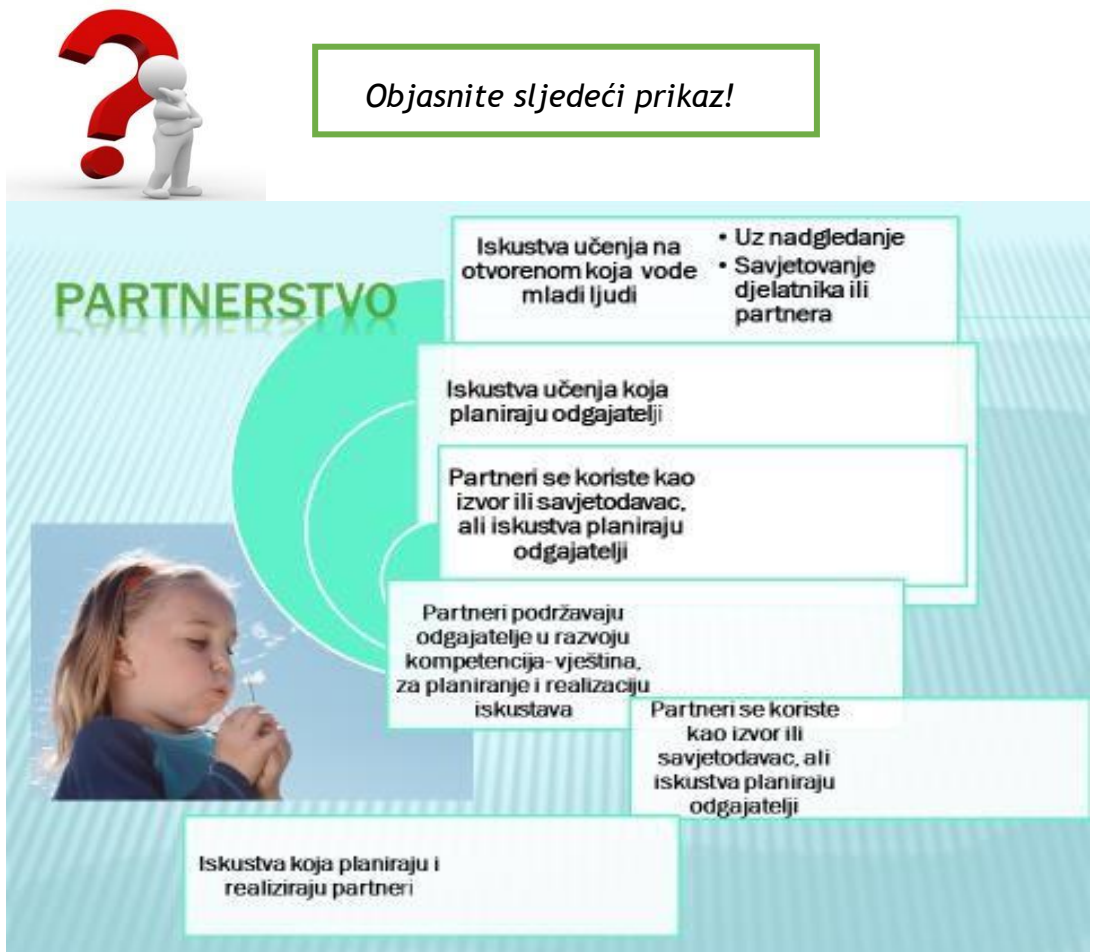 Objasnite sljedeći prikaz!
PARTNERSTVO
Iskustva učenja na
otvorenom koja vode
mladi ljudi
• Uz nadgledanje
• Savjetovanje
djelatnika ili
partnera
Iskustva učenja koja
planiraju odgajatelji
Partneri se koriste kao
izvor ili savjetodavac,
ali iskustva planiraju
odgajatelji
Partneri podržavaju
odgajatelje u razvoju
kompetencija- vještina,
za planiranje i realizaciju
iskustava
Partneri se koriste
kao izvor ili
savjetodavac, ali
iskustva planiraju
odgajatelji
Iskustva koja planiraju i
realiziraju partneri